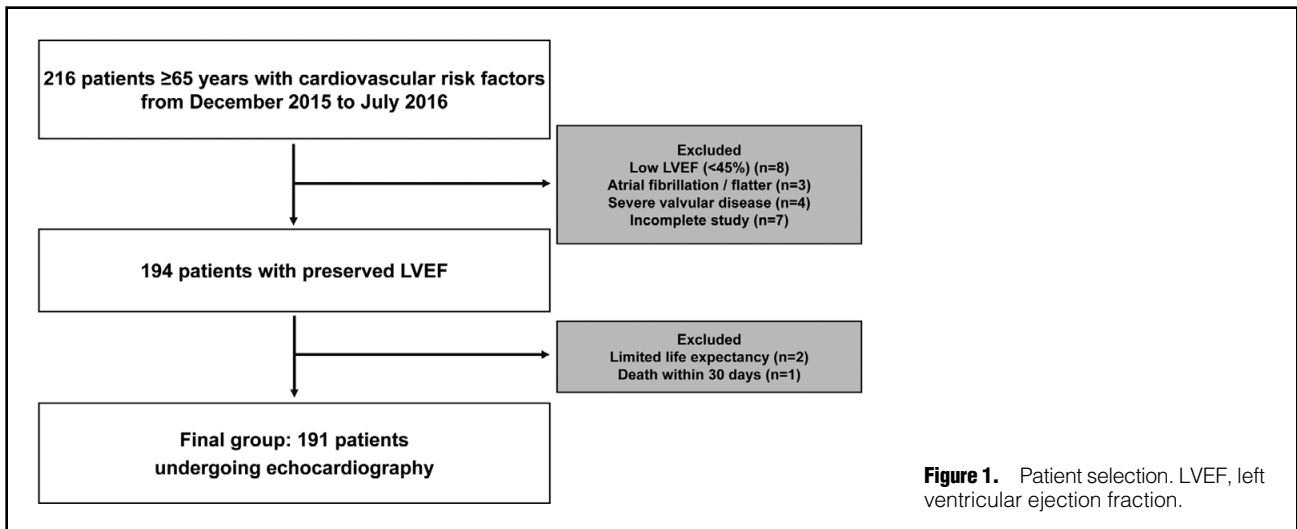 216 patients ≥65 years with cardiovascular risk factors
from December 2015 to July 2016
Excluded
Low LVEF (<45%) (n=8)
Atrial fibrillation / flatter (n=3)
Severe valvular disease (n=4)
Incomplete study (n=7)
194 patients with preserved LVEF
Excluded
Limited life expectancy (n=2)
Death within 30 days (n=1)
Final group: 191 patients
undergoing echocardiography
Figure 1. Patient selection. LVEF, left
ventricular ejection fraction.